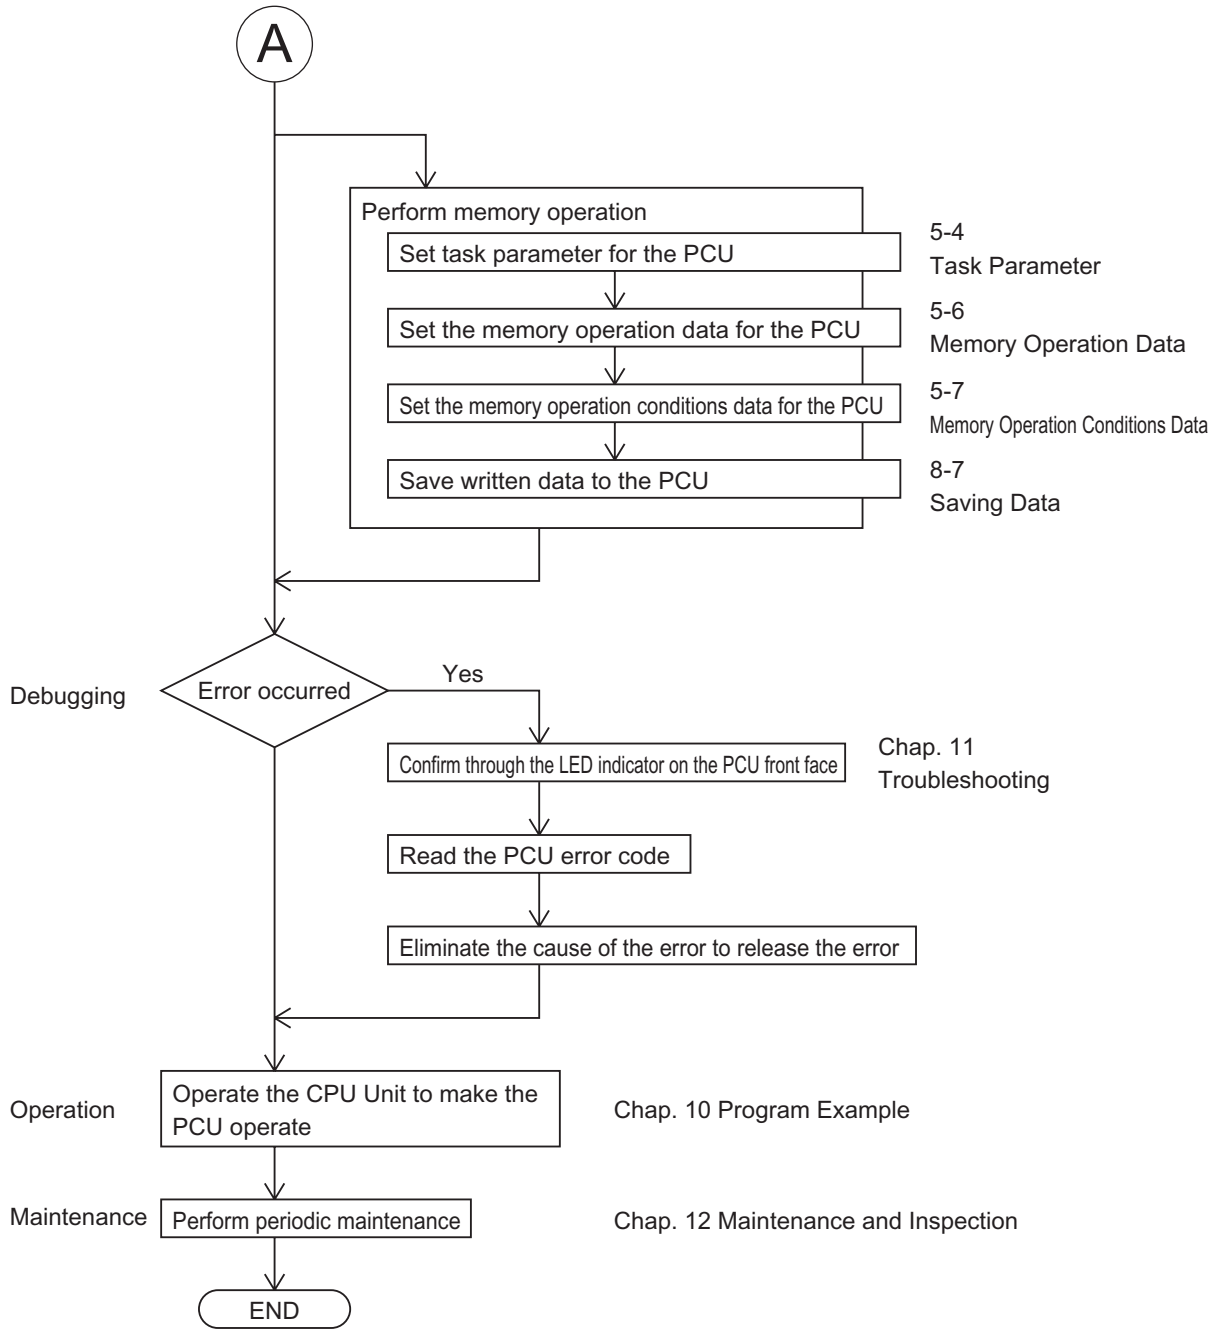 A
Perform memory operation
Set task parameter for the PCU
5-4
Task Parameter
Set the memory operation data for the PCU
5-6
Memory Operation Data
Set the memory operation conditions data for the PCU
5-7
Memory Operation Conditions Data
Save written data to the PCU
8-7
Saving Data
Debugging
Error occurred
Yes
Confirm through the LED indicator on the PCU front face
Chap. 11
Troubleshooting
Read the PCU error code
Eliminate the cause of the error to release the error
Operation
Operate the CPU Unit to make the
PCU operate
Chap. 10 Program Example
Maintenance
Perform periodic maintenance
Chap. 12 Maintenance and Inspection
END